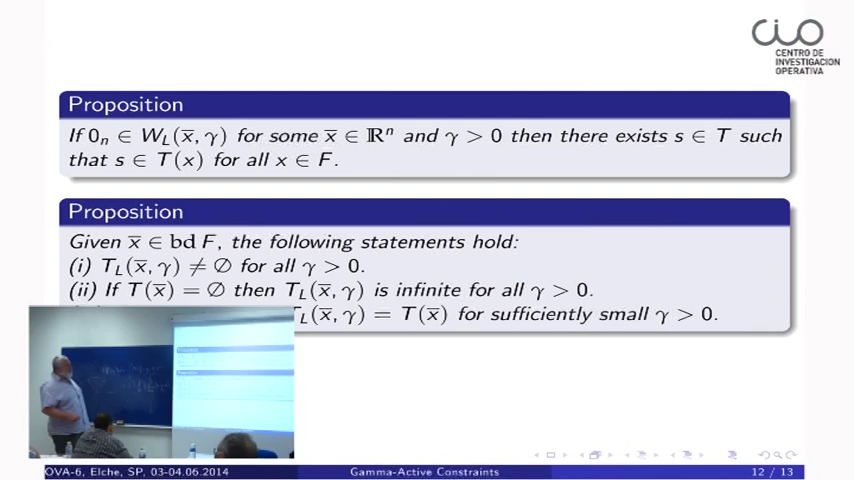 CIO
CENTRO DE
INVESTIGACIÓN
OPERATIVA
Proposition
If 0ₙ ∈ W_L(x̄, γ) for some x̄ ∈ ℝⁿ and γ > 0 then there exists s ∈ T such
that s ∈ T(x) for all x ∈ F.
Proposition
Given x̄ ∈ bd F, the following statements hold:
(i) T_L(x̄, γ) ≠ ∅ for all γ > 0.
(ii) If T(x̄) = ∅ then T_L(x̄, γ) is infinite for all γ > 0.
T_L(x̄, γ) = T(x̄) for sufficiently small γ > 0.
OVA-6, Elche, SP, 03-04.06.2014
Gamma-Active Constraints
12 / 13